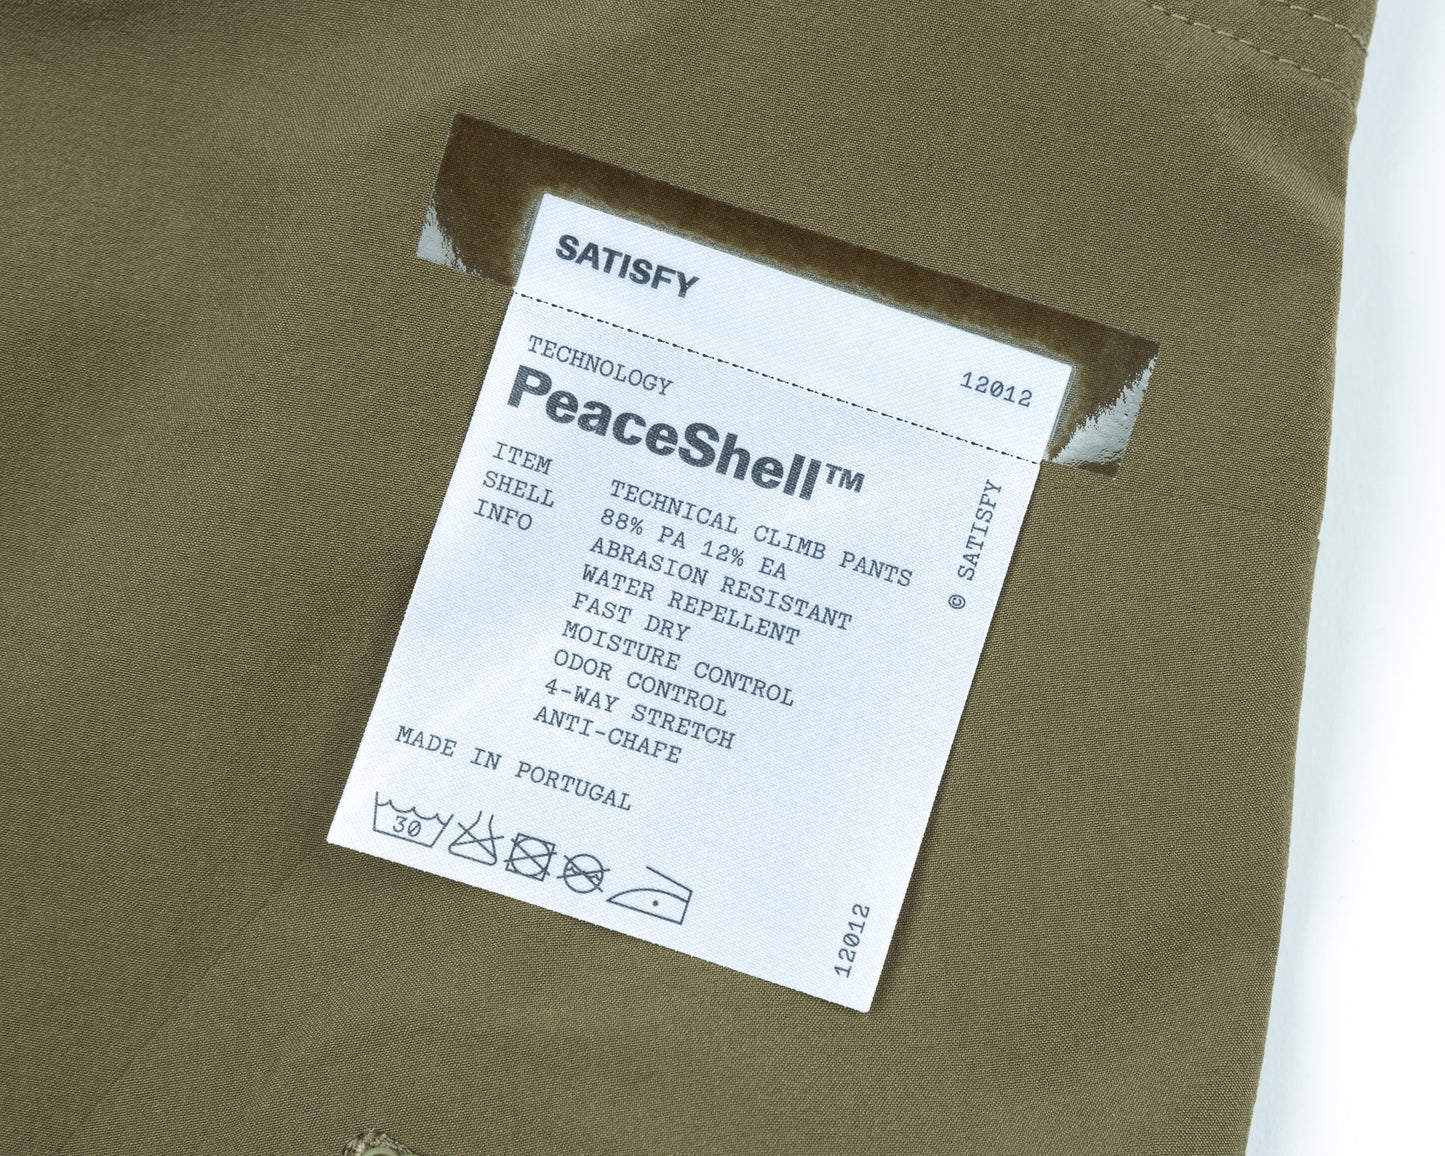 SATISFY
12012
TECHNOLOGY
PeaceShell™
ITEM TECHNICAL CLIMB PANTS
SHELL 88% PA 12% EA
INFO ABRASION RESISTANT
WATER REPELLENT
FAST DRY
MOISTURE CONTROL
ODOR CONTROL
4-WAY STRETCH
ANTI-CHAFE
MADE IN PORTUGAL
30
© SATISFY
12012